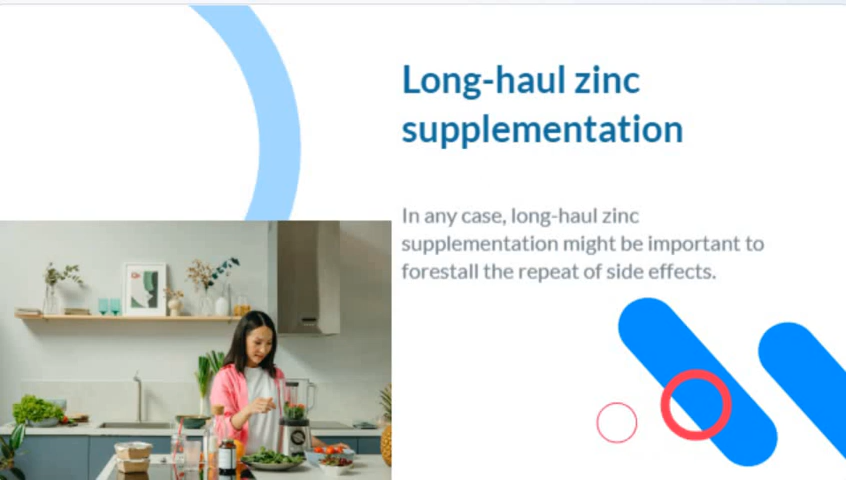 Long-haul zinc
supplementation
In any case, long-haul zinc
supplementation might be important to
forestall the repeat of side effects.